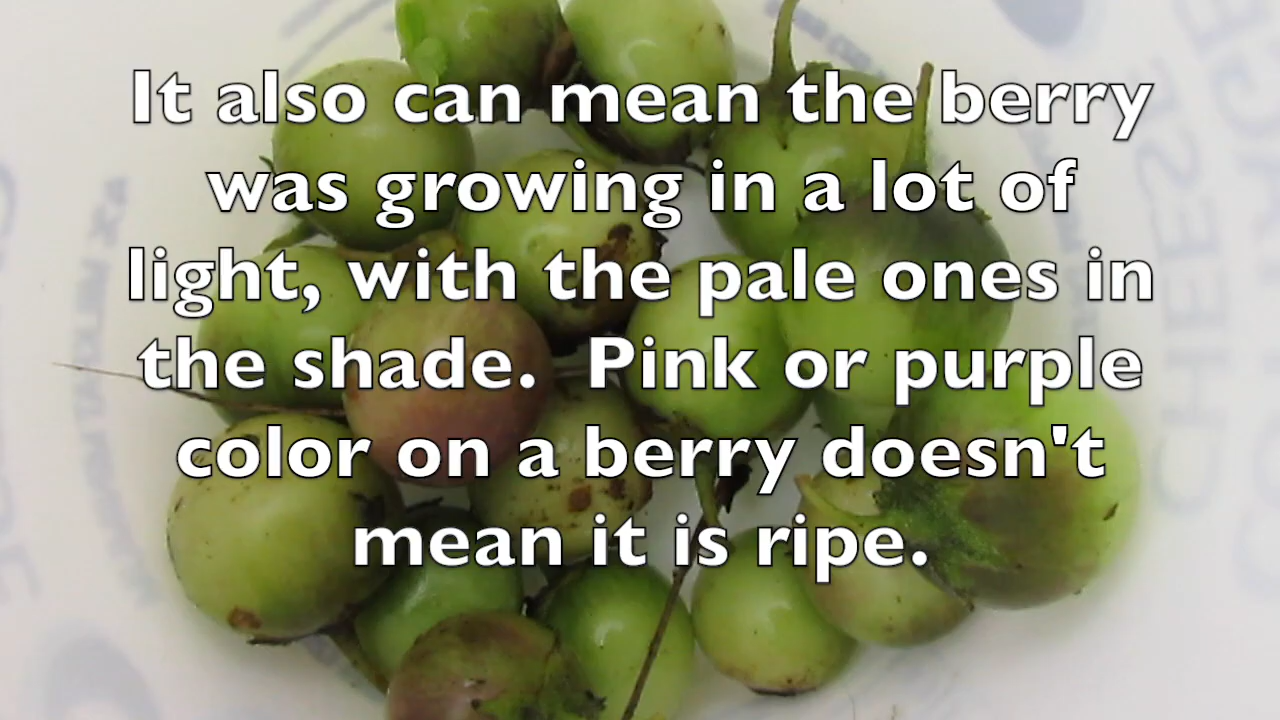 It also can mean the berry
was growing in a lot of
light, with the pale ones in
the shade.  Pink or purple
color on a berry doesn't
mean it is ripe.